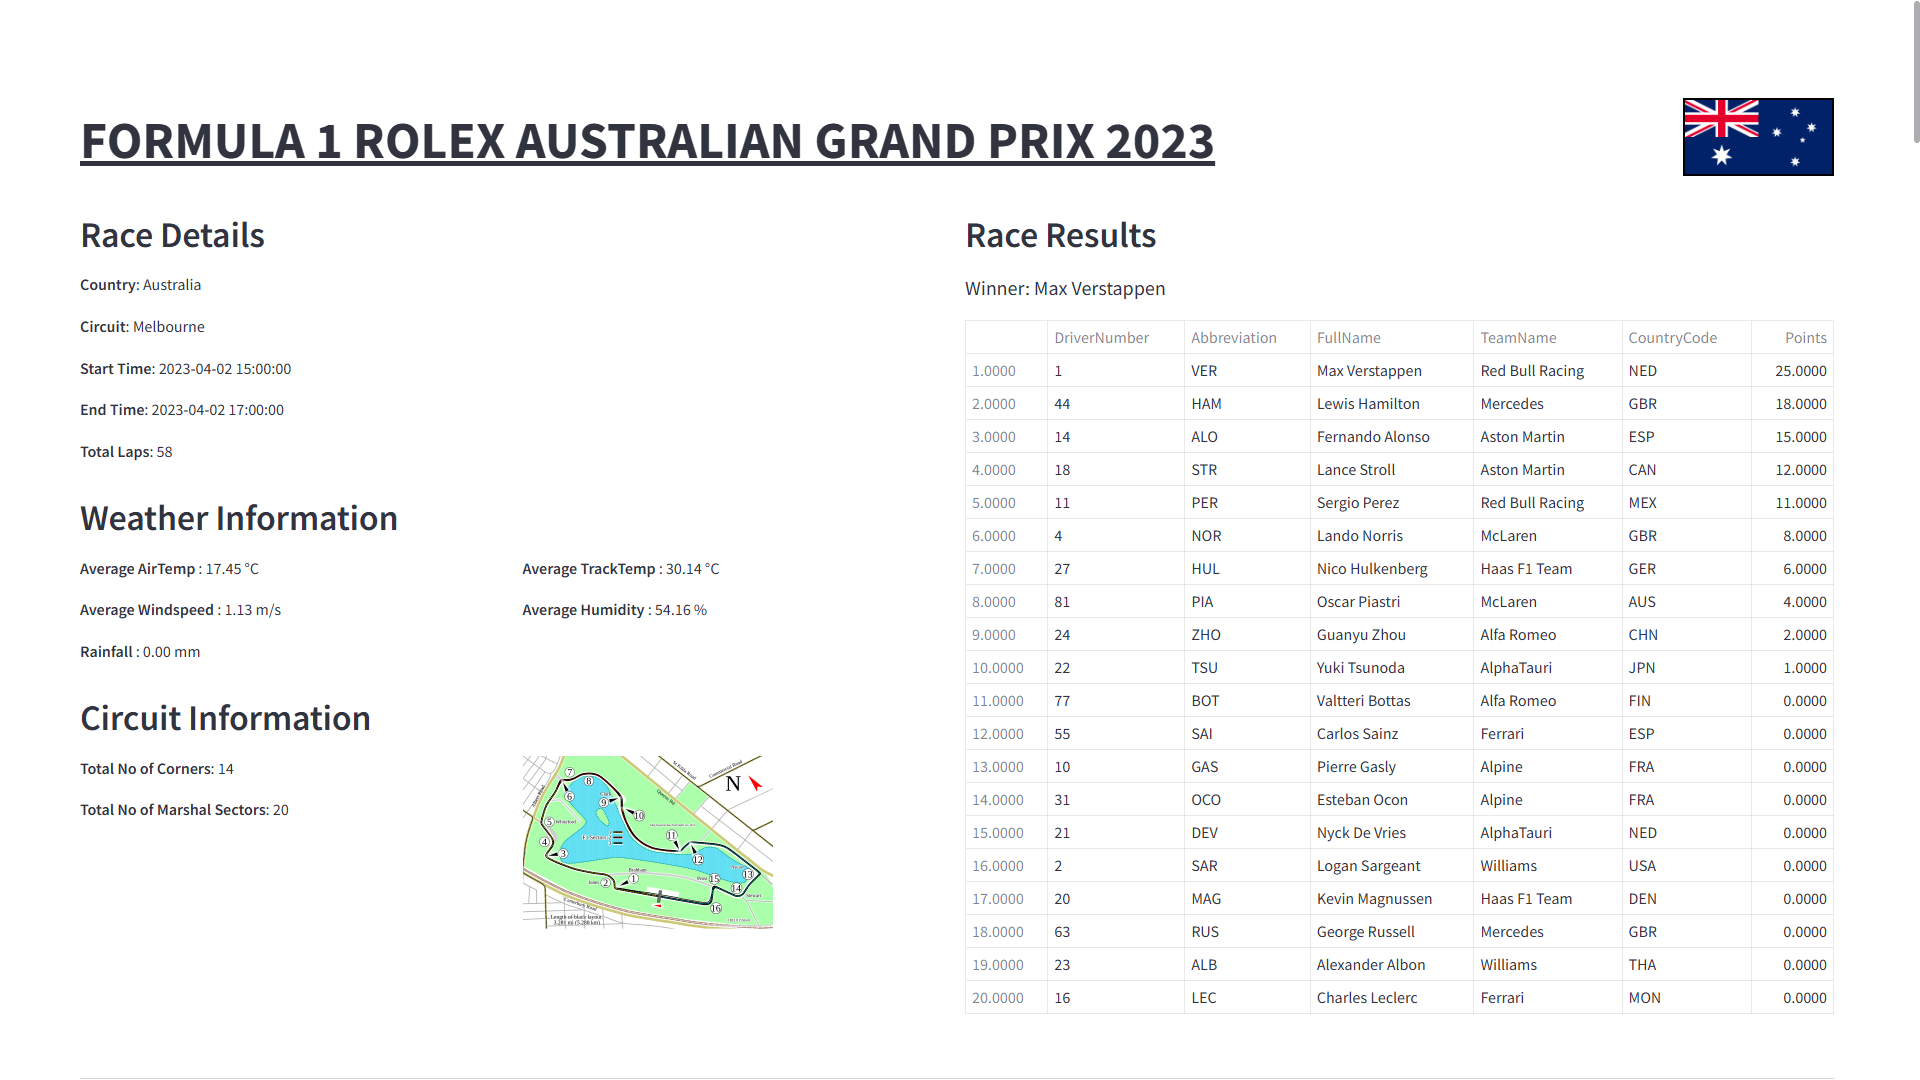 FORMULA 1 ROLEX AUSTRALIAN GRAND PRIX 2023
Race Details
Country: Australia
Circuit: Melbourne
Start Time: 2023-04-02 15:00:00
End Time: 2023-04-02 17:00:00
Total Laps: 58
Weather Information
Average AirTemp : 17.45 °C
Average TrackTemp : 30.14 °C
Average Windspeed : 1.13 m/s
Average Humidity : 54.16 %
Rainfall : 0.00 mm
Circuit Information
Total No of Corners: 14
Total No of Marshal Sectors: 20
N
7
8
6
9
10
5
11
4
3
12
13
2
1
15
14
16
Race Results
Winner: Max Verstappen
DriverNumber Abbreviation FullName TeamName CountryCode Points
1.0000 1 VER Max Verstappen Red Bull Racing NED 25.0000
2.0000 44 HAM Lewis Hamilton Mercedes GBR 18.0000
3.0000 14 ALO Fernando Alonso Aston Martin ESP 15.0000
4.0000 18 STR Lance Stroll Aston Martin CAN 12.0000
5.0000 11 PER Sergio Perez Red Bull Racing MEX 11.0000
6.0000 4 NOR Lando Norris McLaren GBR 8.0000
7.0000 27 HUL Nico Hulkenberg Haas F1 Team GER 6.0000
8.0000 81 PIA Oscar Piastri McLaren AUS 4.0000
9.0000 24 ZHO Guanyu Zhou Alfa Romeo CHN 2.0000
10.0000 22 TSU Yuki Tsunoda AlphaTauri JPN 1.0000
11.0000 77 BOT Valtteri Bottas Alfa Romeo FIN 0.0000
12.0000 55 SAI Carlos Sainz Ferrari ESP 0.0000
13.0000 10 GAS Pierre Gasly Alpine FRA 0.0000
14.0000 31 OCO Esteban Ocon Alpine FRA 0.0000
15.0000 21 DEV Nyck De Vries AlphaTauri NED 0.0000
16.0000 2 SAR Logan Sargeant Williams USA 0.0000
17.0000 20 MAG Kevin Magnussen Haas F1 Team DEN 0.0000
18.0000 63 RUS George Russell Mercedes GBR 0.0000
19.0000 23 ALB Alexander Albon Williams THA 0.0000
20.0000 16 LEC Charles Leclerc Ferrari MON 0.0000